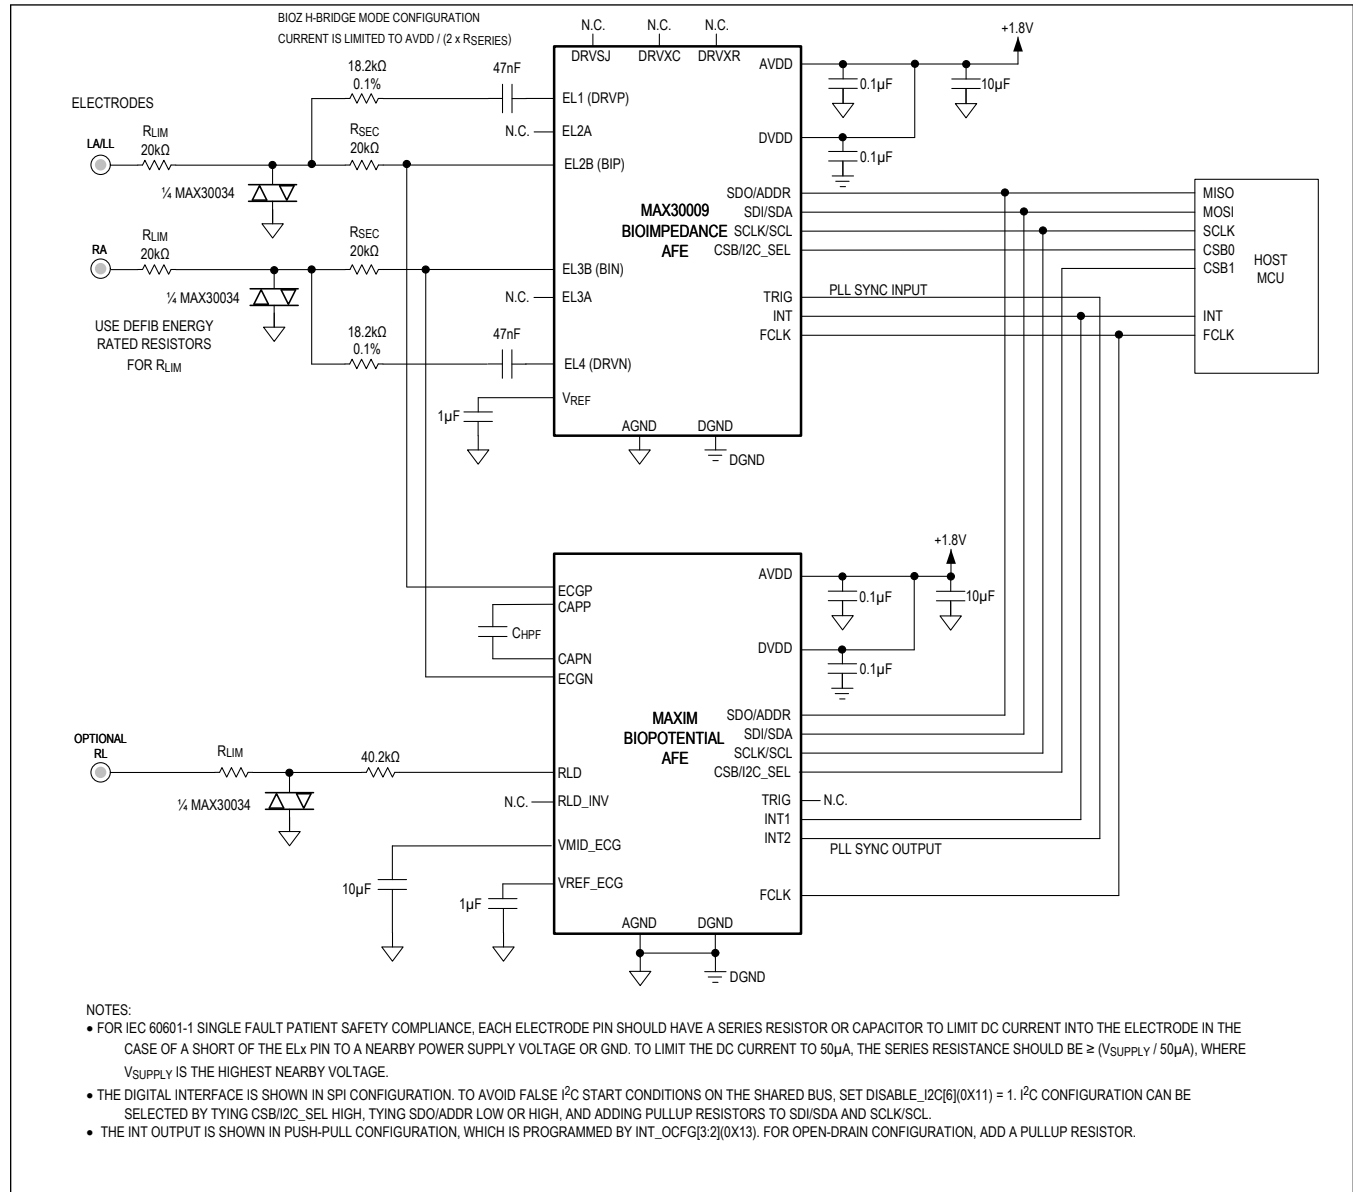 BIOZ H-BRIDGE MODE CONFIGURATION
CURRENT IS LIMITED TO AVDD / (2 x RSERIES)
N.C.
N.C.
N.C.
DRVSJ
DRVXC
DRVXR
+1.8V
AVDD
0.1µF
10µF
18.2kΩ
0.1%
47nF
EL1 (DRVP)
ELECTRODES
N.C.
EL2A
DVDD
LA/LL
RLIM
20kΩ
RSEC
20kΩ
EL2B (BIP)
0.1µF
¼ MAX30034
SDO/ADDR
MISO
MAX30009
BIOIMPEDANCE
AFE
SDI/SDA
MOSI
SCLK/SCL
SCLK
CSB/I2C_SEL
CSB0
CSB1
HOST
MCU
RA
RLIM
20kΩ
RSEC
20kΩ
EL3B (BIN)
¼ MAX30034
N.C.
EL3A
TRIG
PLL SYNC INPUT
INT
INT
FCLK
FCLK
USE DEFIB ENERGY
RATED RESISTORS
FOR RLIM
18.2kΩ
0.1%
47nF
EL4 (DRVN)
VREF
1µF
AGND
DGND
DGND
+1.8V
AVDD
0.1µF
10µF
ECGP
CAPP
CHPF
CAPN
ECGN
DVDD
0.1µF
MAXIM
BIOPOTENTIAL
AFE
SDO/ADDR
SDI/SDA
SCLK/SCL
CSB/I2C_SEL
OPTIONAL
RL
RLIM
40.2kΩ
RLD
¼ MAX30034
N.C.
RLD_INV
TRIG
N.C.
INT1
INT2
PLL SYNC OUTPUT
VMID_ECG
10µF
VREF_ECG
1µF
FCLK
AGND
DGND
DGND
NOTES:
• FOR IEC 60601-1 SINGLE FAULT PATIENT SAFETY COMPLIANCE, EACH ELECTRODE PIN SHOULD HAVE A SERIES RESISTOR OR CAPACITOR TO LIMIT DC CURRENT INTO THE ELECTRODE IN THE
CASE OF A SHORT OF THE ELx PIN TO A NEARBY POWER SUPPLY VOLTAGE OR GND. TO LIMIT THE DC CURRENT TO 50µA, THE SERIES RESISTANCE SHOULD BE ≥ (VSUPPLY / 50µA), WHERE
VSUPPLY IS THE HIGHEST NEARBY VOLTAGE.
• THE DIGITAL INTERFACE IS SHOWN IN SPI CONFIGURATION. TO AVOID FALSE I²C START CONDITIONS ON THE SHARED BUS, SET DISABLE_I2C[6](0X11) = 1. I²C CONFIGURATION CAN BE
SELECTED BY TYING CSB/I2C_SEL HIGH, TYING SDO/ADDR LOW OR HIGH, AND ADDING PULLUP RESISTORS TO SDI/SDA AND SCLK/SCL.
• THE INT OUTPUT IS SHOWN IN PUSH-PULL CONFIGURATION, WHICH IS PROGRAMMED BY INT_OCFG[3:2](0X13). FOR OPEN-DRAIN CONFIGURATION, ADD A PULLUP RESISTOR.